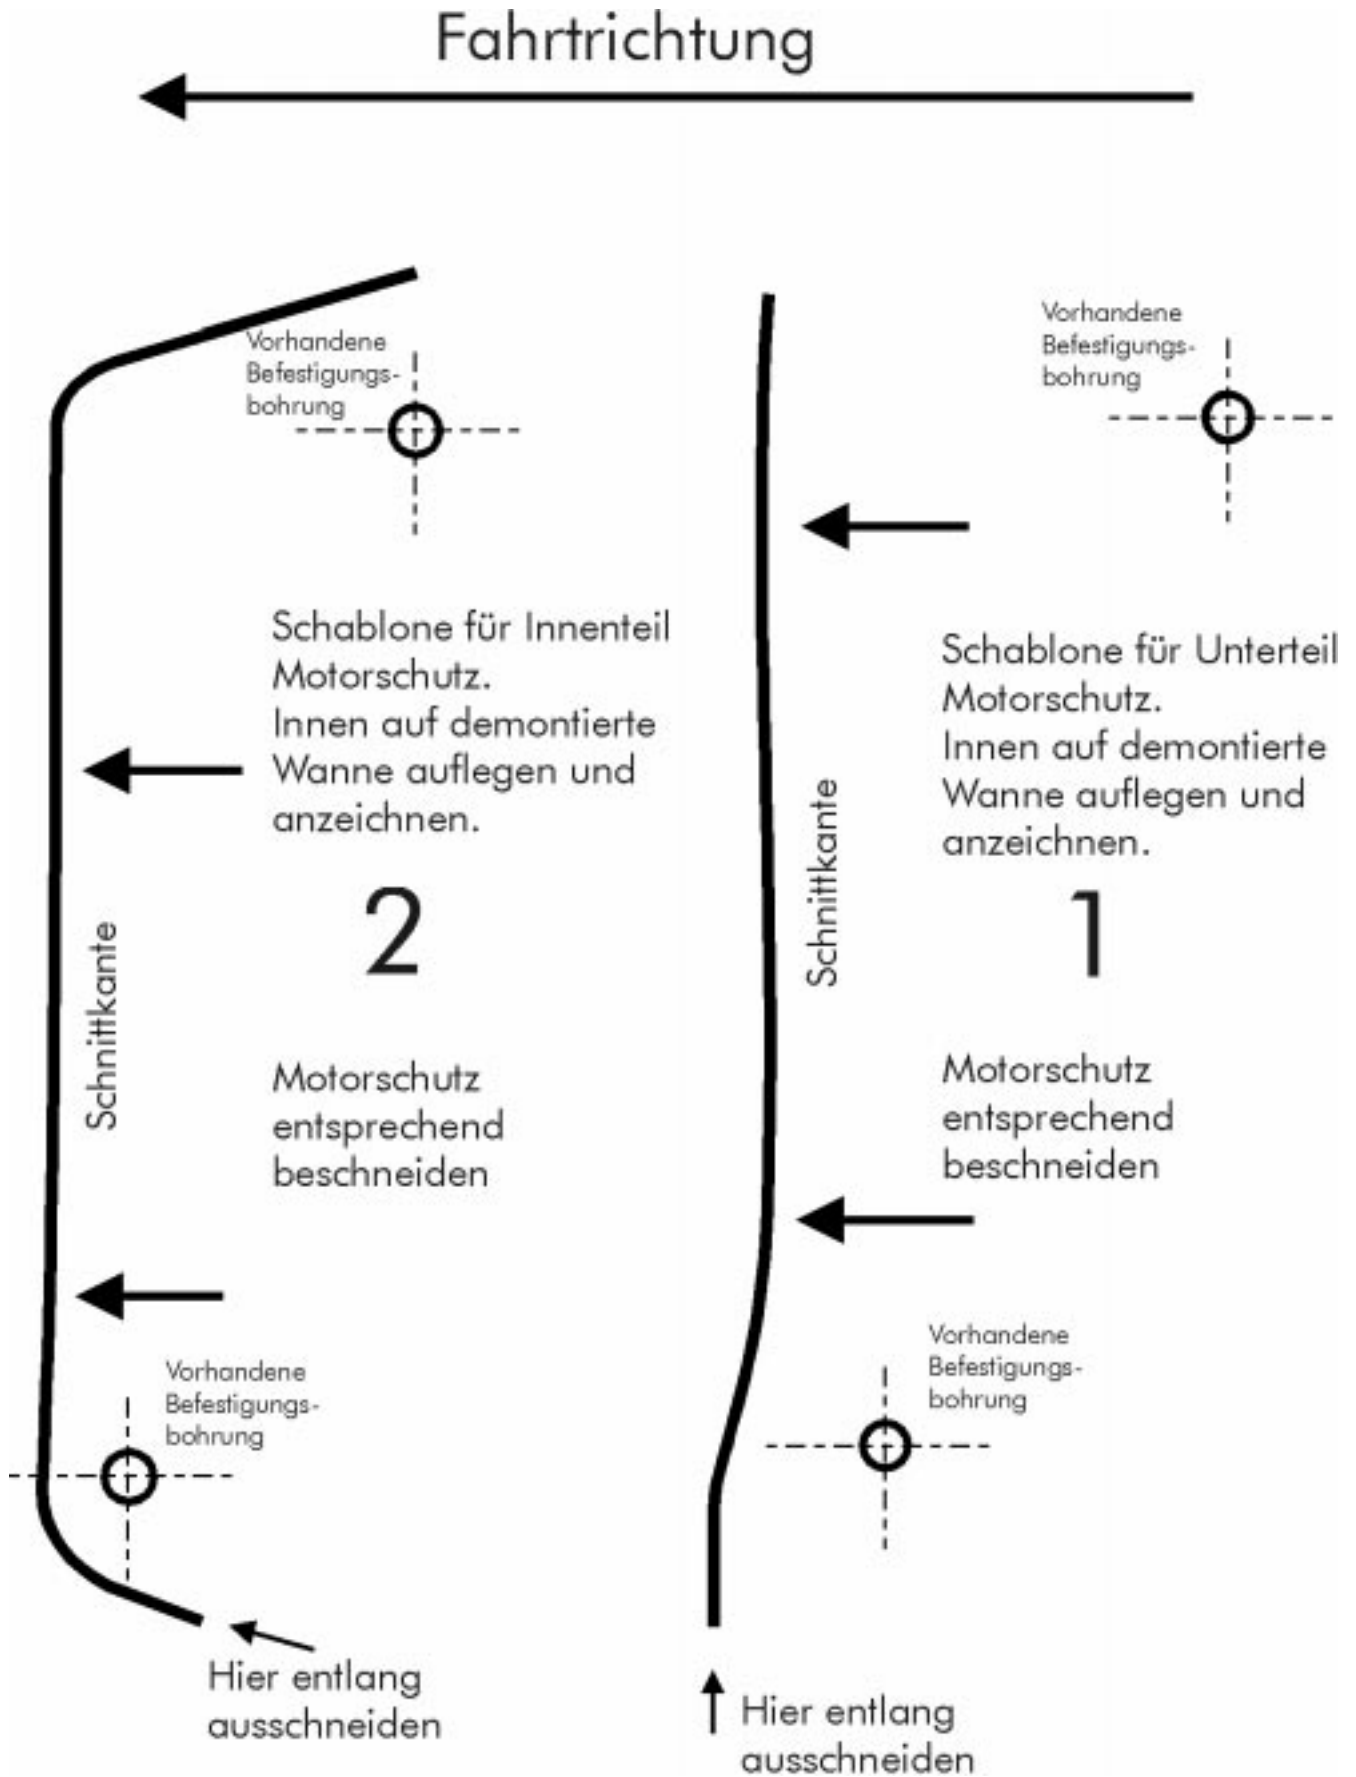 Fahrtrichtung
Vorhandene
Befestigungs-
bohrung
Schablone für Innenteil
Motorschutz.
Innen auf demontierte
Wanne auflegen und
anzeichnen.
2
Schnittkante
Motorschutz
entsprechend
beschneiden
Vorhandene
Befestigungs-
bohrung
Hier entlang
ausschneiden
Vorhandene
Befestigungs-
bohrung
Schablone für Unterteil
Motorschutz.
Innen auf demontierte
Wanne auflegen und
anzeichnen.
Schnittkante
1
Motorschutz
entsprechend
beschneiden
Vorhandene
Befestigungs-
bohrung
Hier entlang
ausschneiden